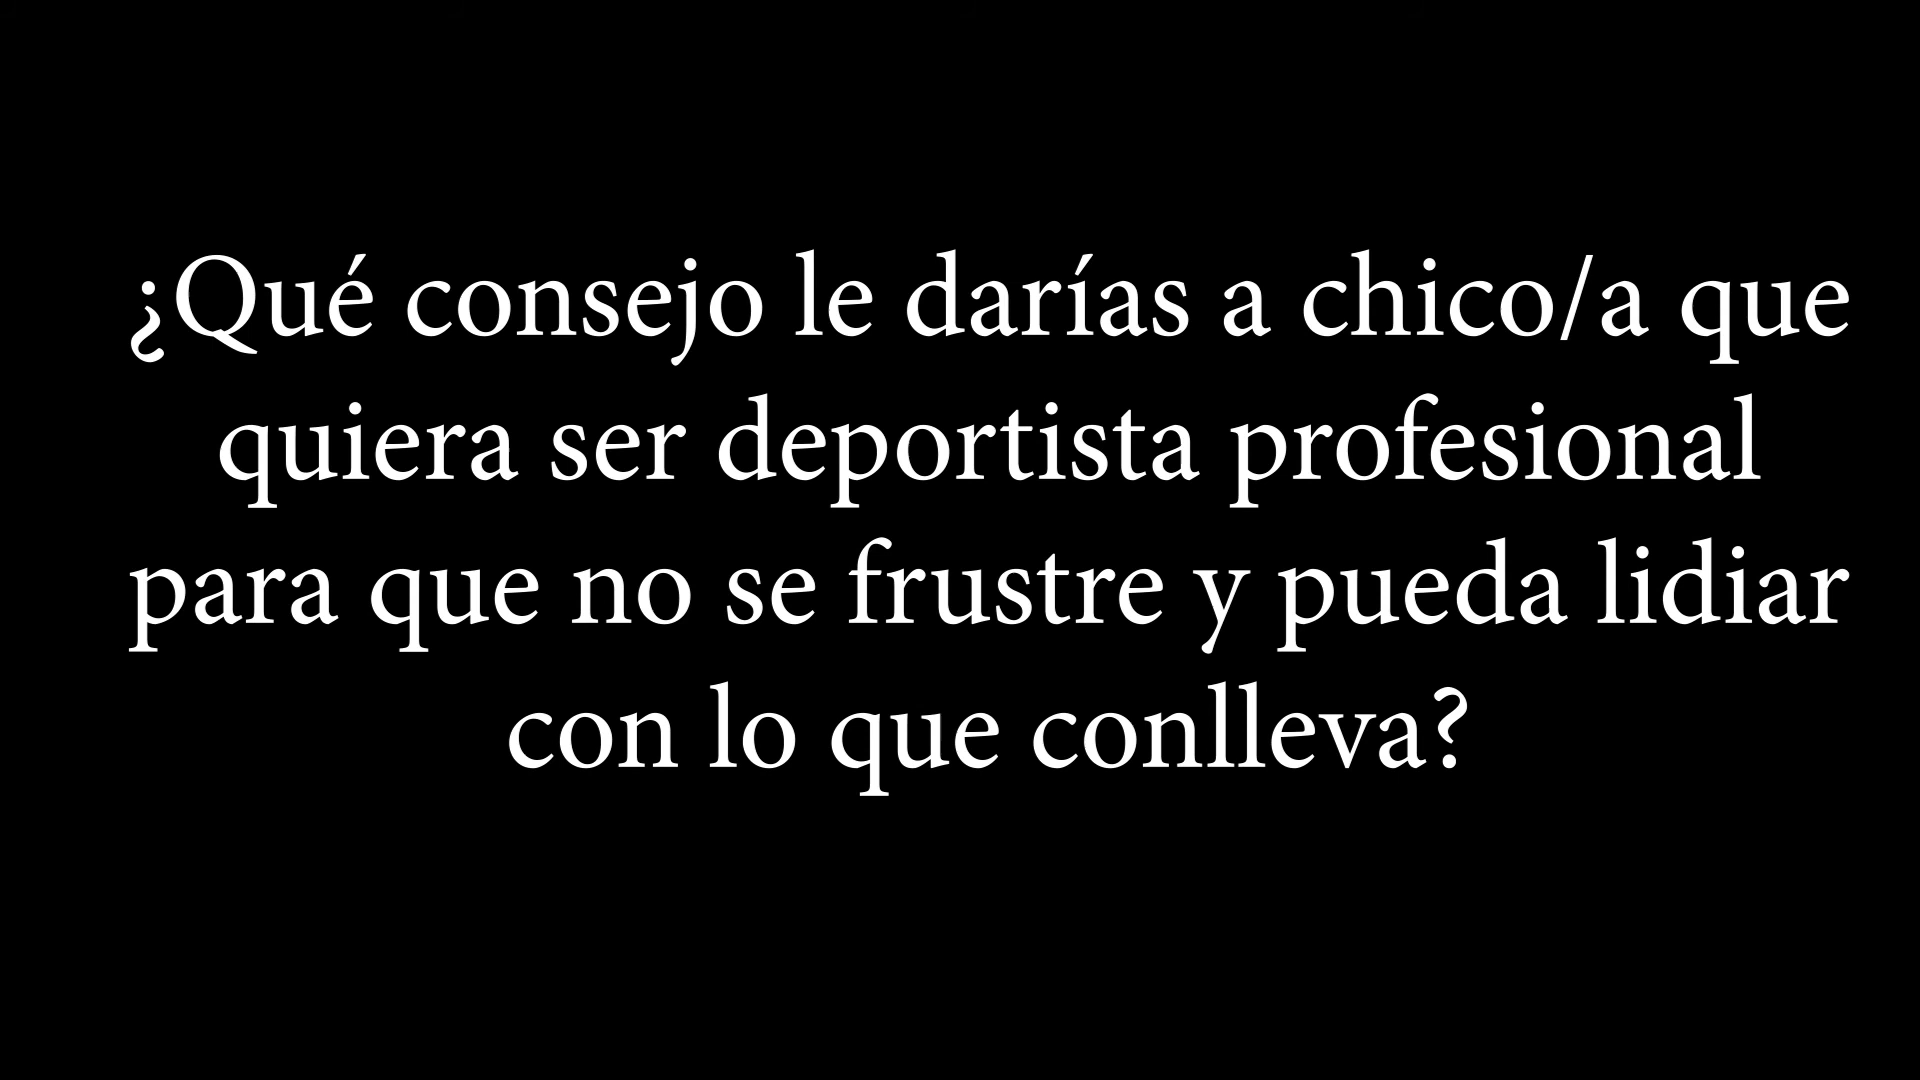 ¿Qué consejo le darías a chico/a que
quiera ser deportista profesional
para que no se frustre y pueda lidiar
con lo que conlleva?